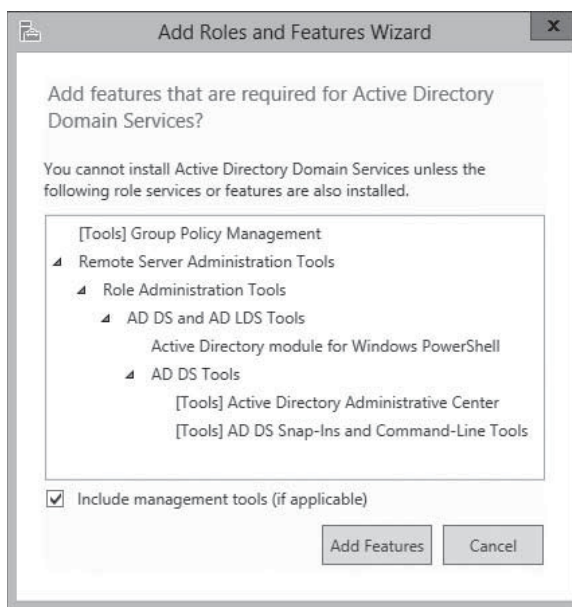 Add Roles and Features Wizard
x
Add features that are required for Active Directory
Domain Services?
You cannot install Active Directory Domain Services unless the
following role services or features are also installed.
[Tools] Group Policy Management
Remote Server Administration Tools
Role Administration Tools
AD DS and AD LDS Tools
Active Directory module for Windows PowerShell
AD DS Tools
[Tools] Active Directory Administrative Center
[Tools] AD DS Snap-Ins and Command-Line Tools
Include management tools (if applicable)
Add Features
Cancel